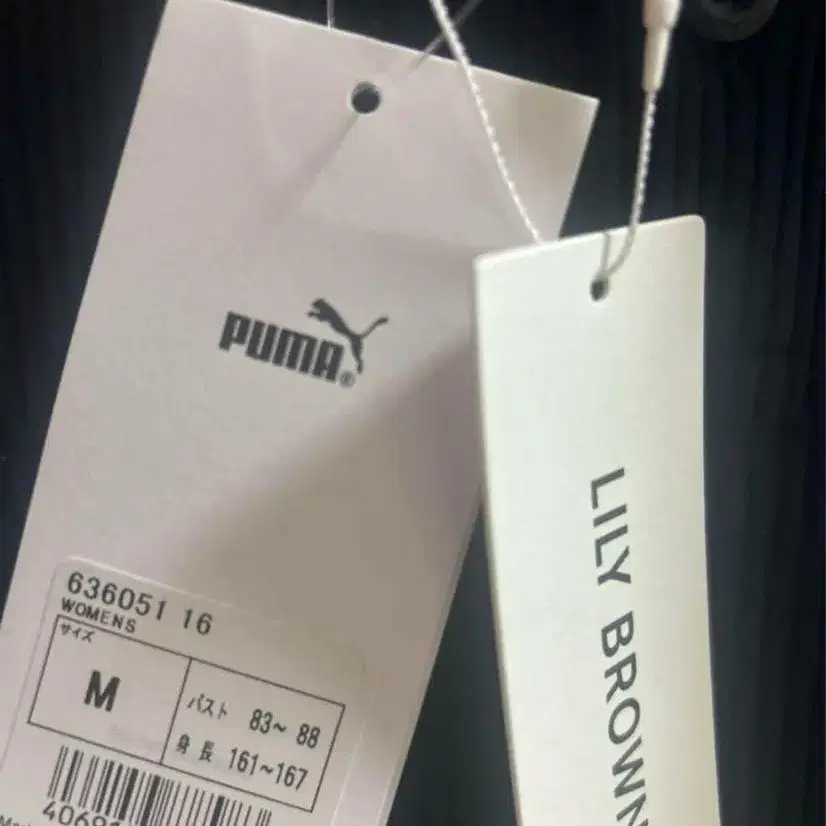 PUMA®
636051 16
WOMENS
サイズ
M
バスト 83~ 88
身長 161~167
LILY BROWN